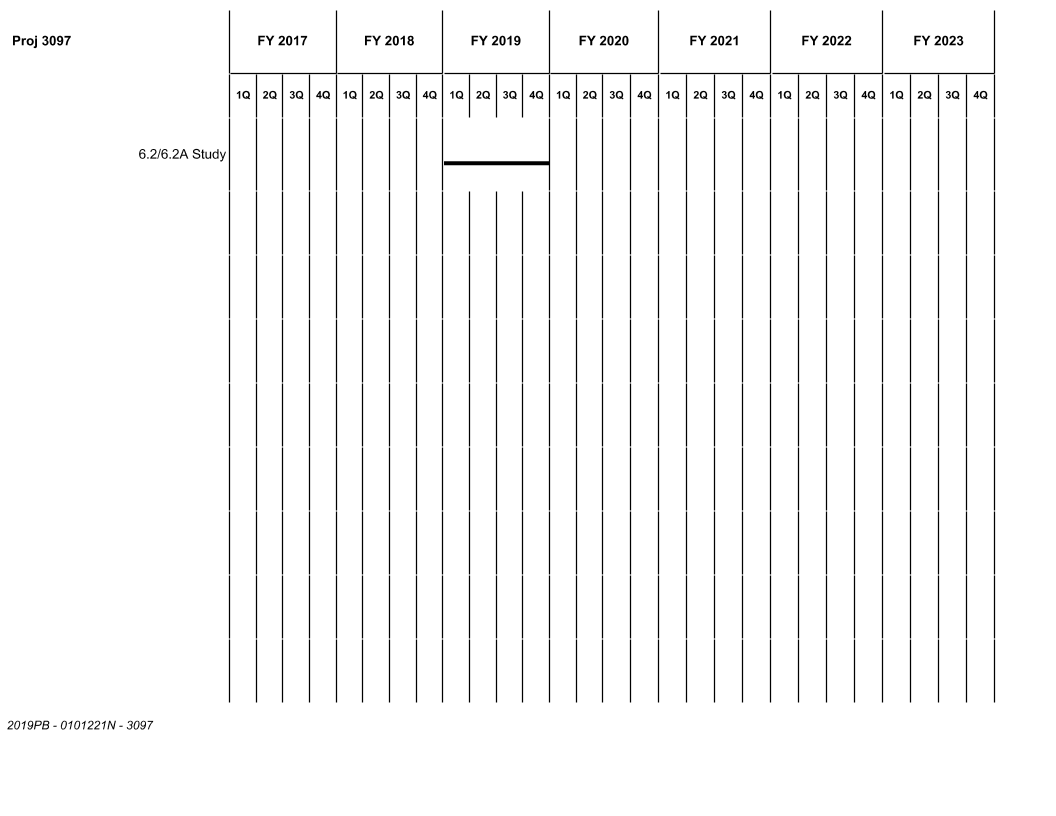 Proj 3097 FY 2017 FY 2018 FY 2019 FY 2020 FY 2021 FY 2022 FY 2023
1Q 2Q 3Q 4Q 1Q 2Q 3Q 4Q 1Q 2Q 3Q 4Q 1Q 2Q 3Q 4Q 1Q 2Q 3Q 4Q 1Q 2Q 3Q 4Q 1Q 2Q 3Q 4Q
6.2/6.2A Study
2019PB - 0101221N - 3097